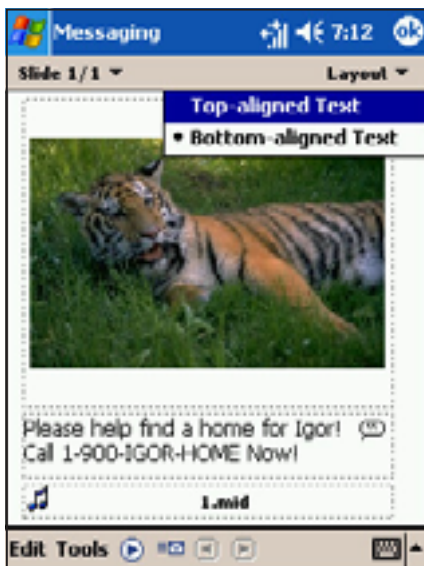 Messaging 7:12 ok
Slide 1/1 Layout
Top-aligned Text
• Bottom-aligned Text
Please help find a home for Igor!
Call 1-900-IGOR-HOME Now!
1.mid
Edit Tools